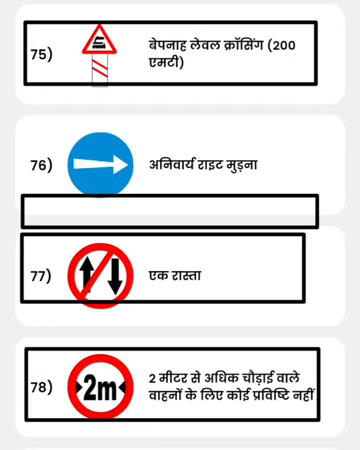 75) बेपनाह लेवल क्रॉसिंग (200
एमटी)
76) अनिवार्य राइट मुड़ना
77) एक रास्ता
78) 2m 2 मीटर से अधिक चौड़ाई वाले
वाहनों के लिए कोई प्रविष्टि नहीं